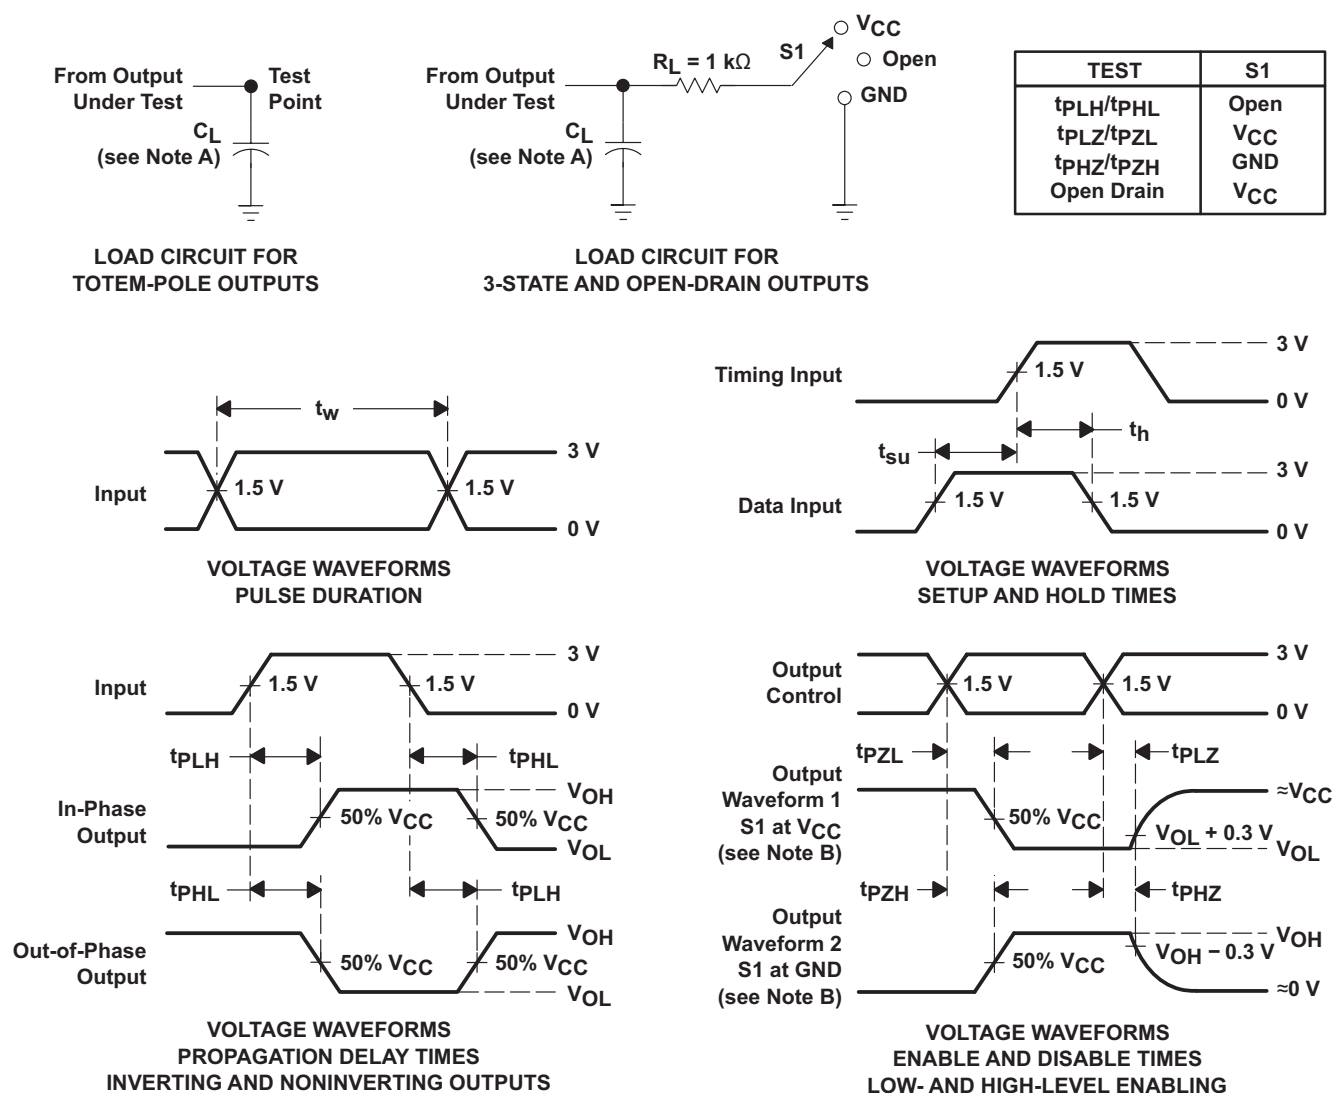 From Output
Under Test
Test
Point
CL
(see Note A)
LOAD CIRCUIT FOR
TOTEM-POLE OUTPUTS
From Output
Under Test
RL = 1 kΩ
S1
VCC
Open
GND
CL
(see Note A)
LOAD CIRCUIT FOR
3-STATE AND OPEN-DRAIN OUTPUTS
TEST S1
tPLH/tPHL Open
tPLZ/tPZL VCC
tPHZ/tPZH GND
Open Drain VCC
tw
Input
1.5 V
1.5 V
3 V
0 V
VOLTAGE WAVEFORMS
PULSE DURATION
Timing Input
1.5 V
3 V
0 V
th
tsu
Data Input
1.5 V
1.5 V
3 V
0 V
VOLTAGE WAVEFORMS
SETUP AND HOLD TIMES
Input
1.5 V
1.5 V
3 V
0 V
tPLH
tPHL
In-Phase
Output
50% VCC
50% VCC
VOH
VOL
tPHL
tPLH
Out-of-Phase
Output
50% VCC
50% VCC
VOH
VOL
VOLTAGE WAVEFORMS
PROPAGATION DELAY TIMES
INVERTING AND NONINVERTING OUTPUTS
Output
Control
1.5 V
1.5 V
3 V
0 V
tPZL
tPLZ
Output
Waveform 1
S1 at VCC
(see Note B)
50% VCC
VOL + 0.3 V
≈VCC
VOL
tPZH
tPHZ
Output
Waveform 2
S1 at GND
(see Note B)
50% VCC
VOH − 0.3 V
VOH
≈0 V
VOLTAGE WAVEFORMS
ENABLE AND DISABLE TIMES
LOW- AND HIGH-LEVEL ENABLING